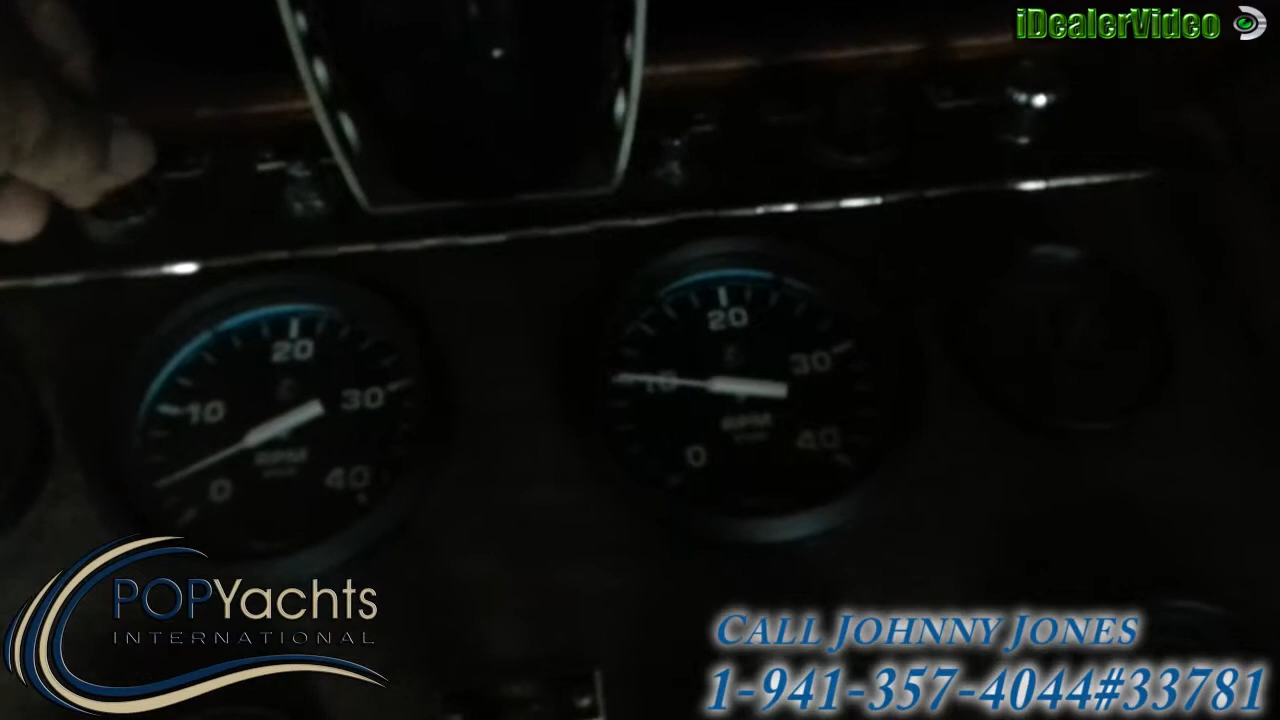 iDealerVideo
20
10
30
RPM
0
40
20
10
30
RPM
0
40
POPYachts
INTERNATIONAL
CALL JOHNNY JONES
1-941-357-4044#33781